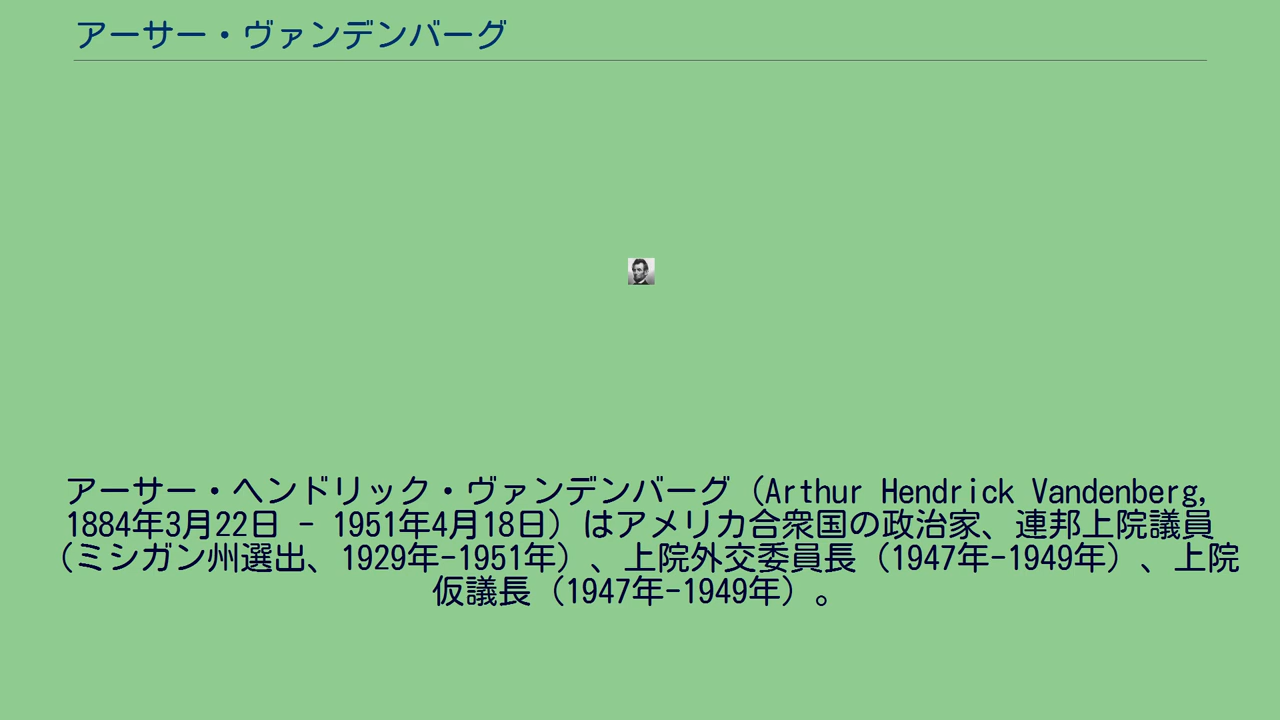 アーサー・ヴァンデンバーグ
アーサー・ヘンドリック・ヴァンデンバーグ（Arthur Hendrick Vandenberg,
1884年3月22日 - 1951年4月18日）はアメリカ合衆国の政治家、連邦上院議員
（ミシガン州選出、1929年-1951年）、上院外交委員長（1947年-1949年）、上院
仮議長（1947年-1949年）。